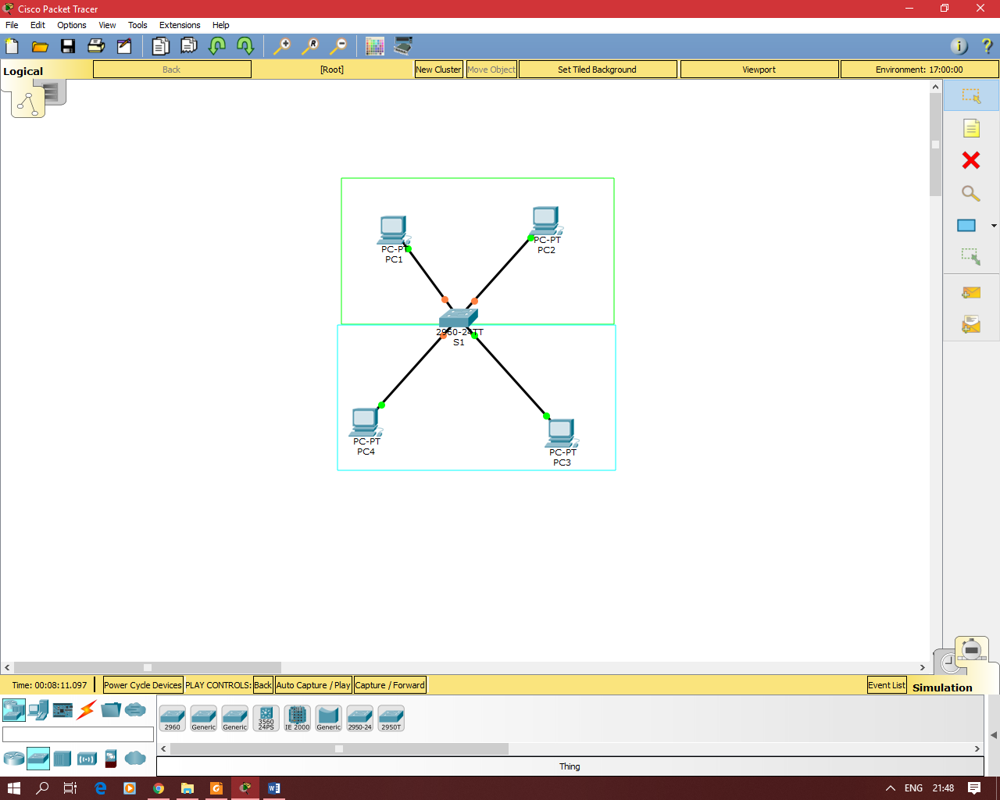 Cisco Packet Tracer
File Edit Options View Tools Extensions Help
Logical Back [Root] New Cluster Move Object Set Tiled Background Viewport Environment: 17:00:00
PC-PT
PC1
PC-PT
PC2
2960-24TT
S1
PC-PT
PC4
PC-PT
PC3
Time: 00:08:11.097 Power Cycle Devices PLAY CONTROLS: Back Auto Capture / Play Capture / Forward Event List Simulation
2960 Generic Generic 3560 24PS IE 2000 Generic 2950-24 2950T
Thing
ENG 21:48